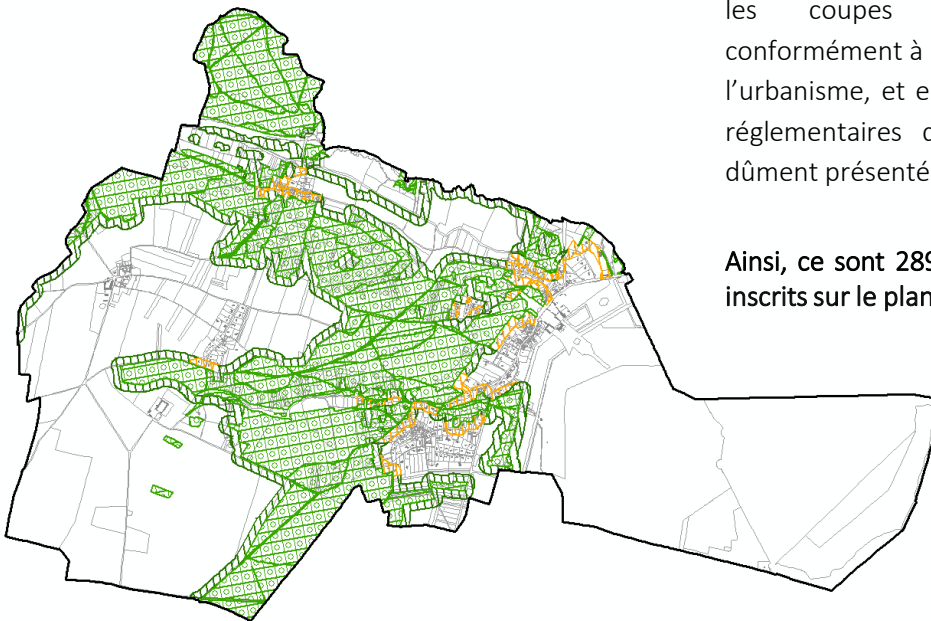 les coupes
conformément à
l’urbanisme, et e
réglementaires d
dûment présenté
Ainsi, ce sont 289
inscrits sur le plan